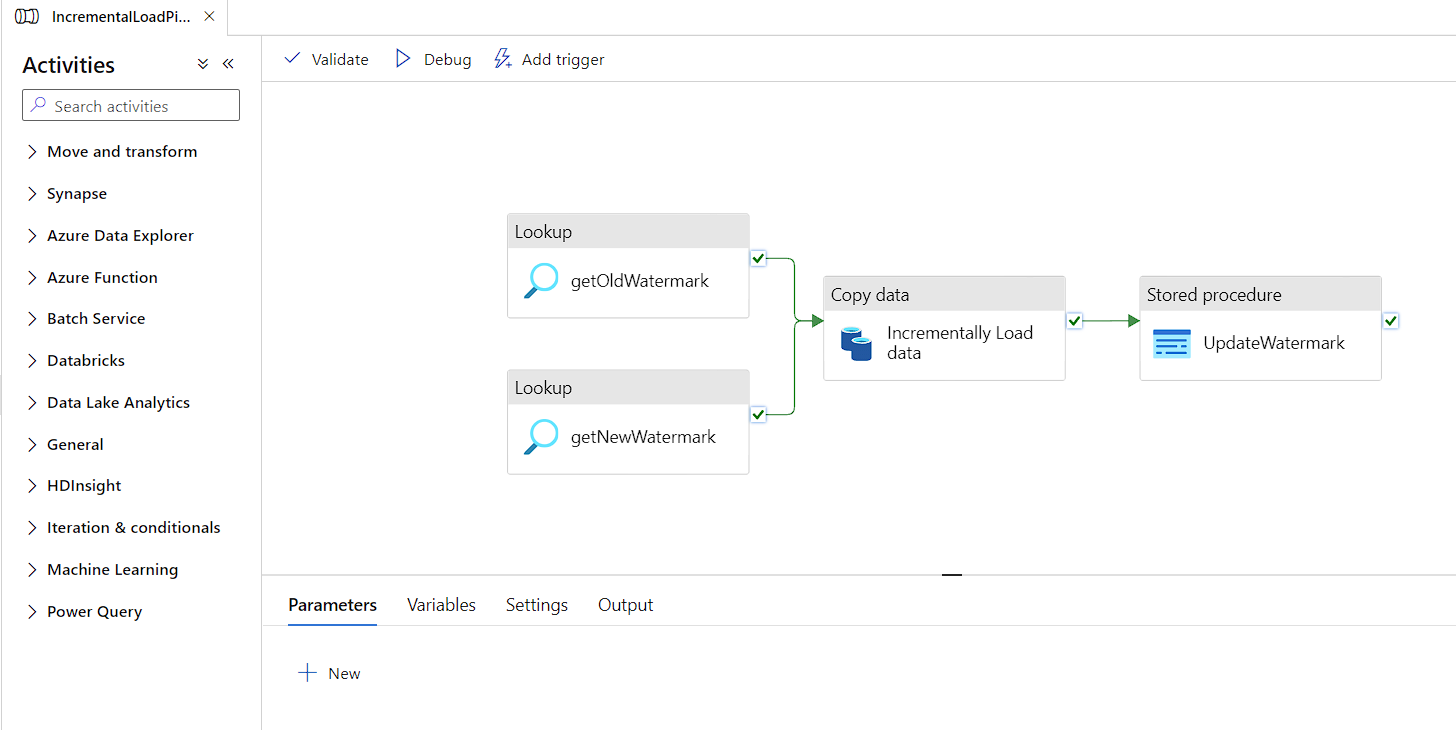 IncrementalLoadPi...
Activities
Validate
Debug
Add trigger
Search activities
Move and transform
Synapse
Azure Data Explorer
Azure Function
Batch Service
Databricks
Data Lake Analytics
General
HDInsight
Iteration & conditionals
Machine Learning
Power Query
Lookup
getOldWatermark
Lookup
getNewWatermark
Copy data
Incrementally Load
data
Stored procedure
UpdateWatermark
Parameters
Variables
Settings
Output
New